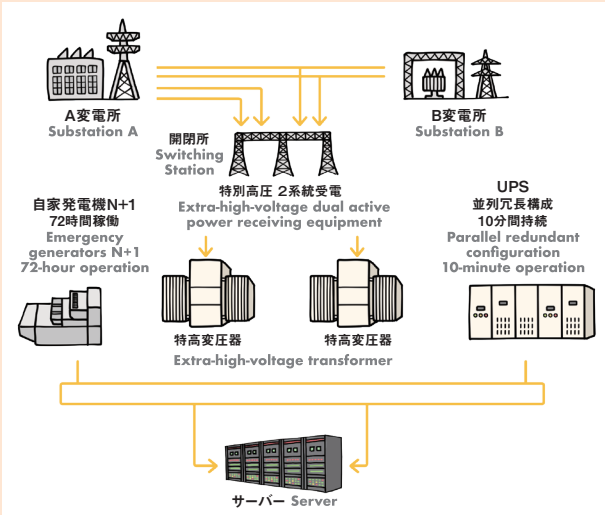 A変電所
Substation A
B変電所
Substation B
開閉所
Switching
Station
特別高圧 2系統受電
Extra-high-voltage dual active
power receiving equipment
自家発電機N+1
72時間稼働
Emergency
generators N+1
72-hour operation
UPS
並列冗長構成
10分間持続
Parallel redundant
configuration
10-minute operation
特高変圧器
特高変圧器
Extra-high-voltage transformer
サーバー Server